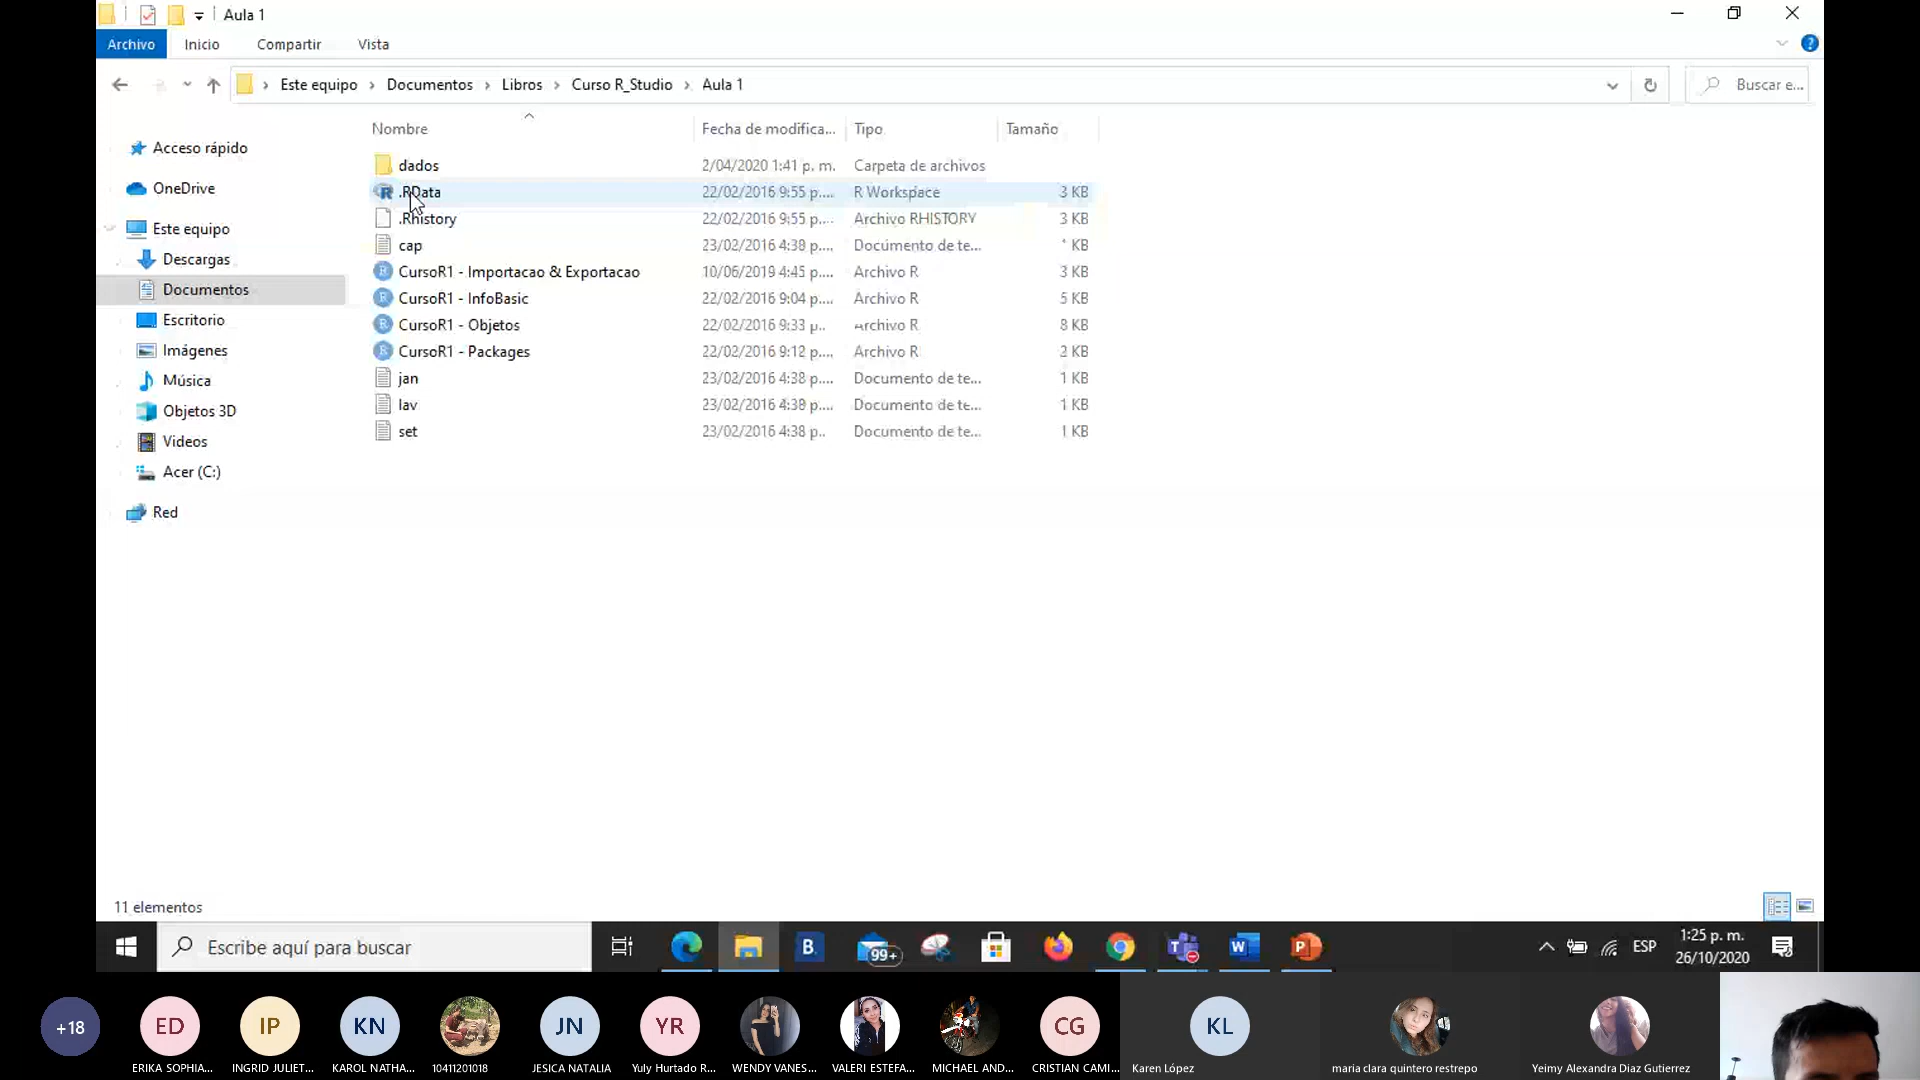 Aula 1
Archivo Inicio Compartir Vista
Este equipo › Documentos › Libros › Curso R_Studio › Aula 1
Buscar e...
Nombre Fecha de modifica... Tipo Tamaño
Acceso rápido
OneDrive
Este equipo
Descargas
Documentos
Escritorio
Imágenes
Música
Objetos 3D
Videos
Acer (C:)
Red
dados 2/04/2020 1:41 p. m. Carpeta de archivos
.RData 22/02/2016 9:55 p.... R Workspace 3 KB
.Rhistory 22/02/2016 9:55 p.... Archivo RHISTORY 3 KB
cap 23/02/2016 4:38 p.... Documento de te... KB
CursoR1 - Importacao & Exportacao 10/06/2019 4:45 p.... Archivo R 3 KB
CursoR1 - InfoBasic 22/02/2016 9:04 p.... Archivo R 5 KB
CursoR1 - Objetos 22/02/2016 9:33 p... Archivo R 8 KB
CursoR1 - Packages 22/02/2016 9:12 p.... Archivo R 2 KB
jan 23/02/2016 4:38 p.... Documento de te... 1 KB
lav 23/02/2016 4:38 p.... Documento de te... 1 KB
set 23/02/2016 4:38 p... Documento de te... 1 KB
11 elementos
Escribe aquí para buscar
B.
99+
ESP
1:25 p. m.
26/10/2020
+18
ED
IP
KN
JN
YR
CG
KL
ERIKA SOPHIA...
INGRID JULIET...
KAROL NATHA...
10411201018
JESICA NATALIA
Yuly Hurtado R...
WENDY VANES...
VALERI ESTEFA...
MICHAEL AND...
CRISTIAN CAMI...
Karen López
maria clara quintero restrepo
Yeimy Alexandra Diaz Gutierrez